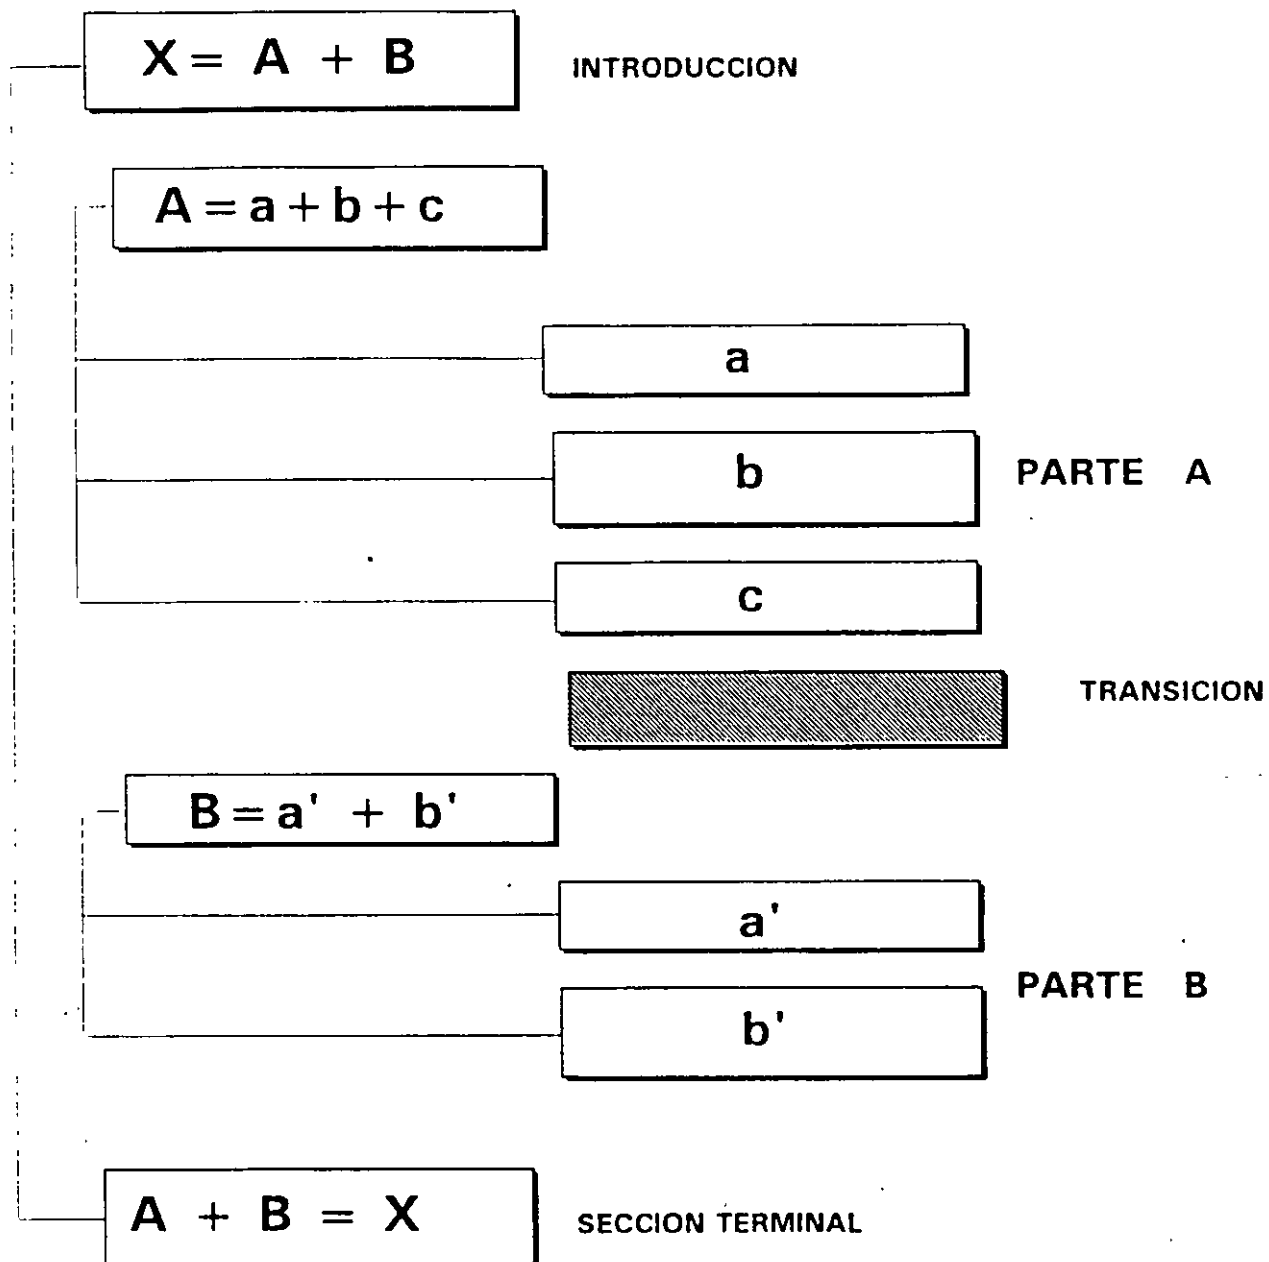 X = A + B INTRODUCCION
A = a + b + c
a
b PARTE A
c
TRANSICION
B = a' + b'
a'
PARTE B
b'
A + B = X SECCION TERMINAL